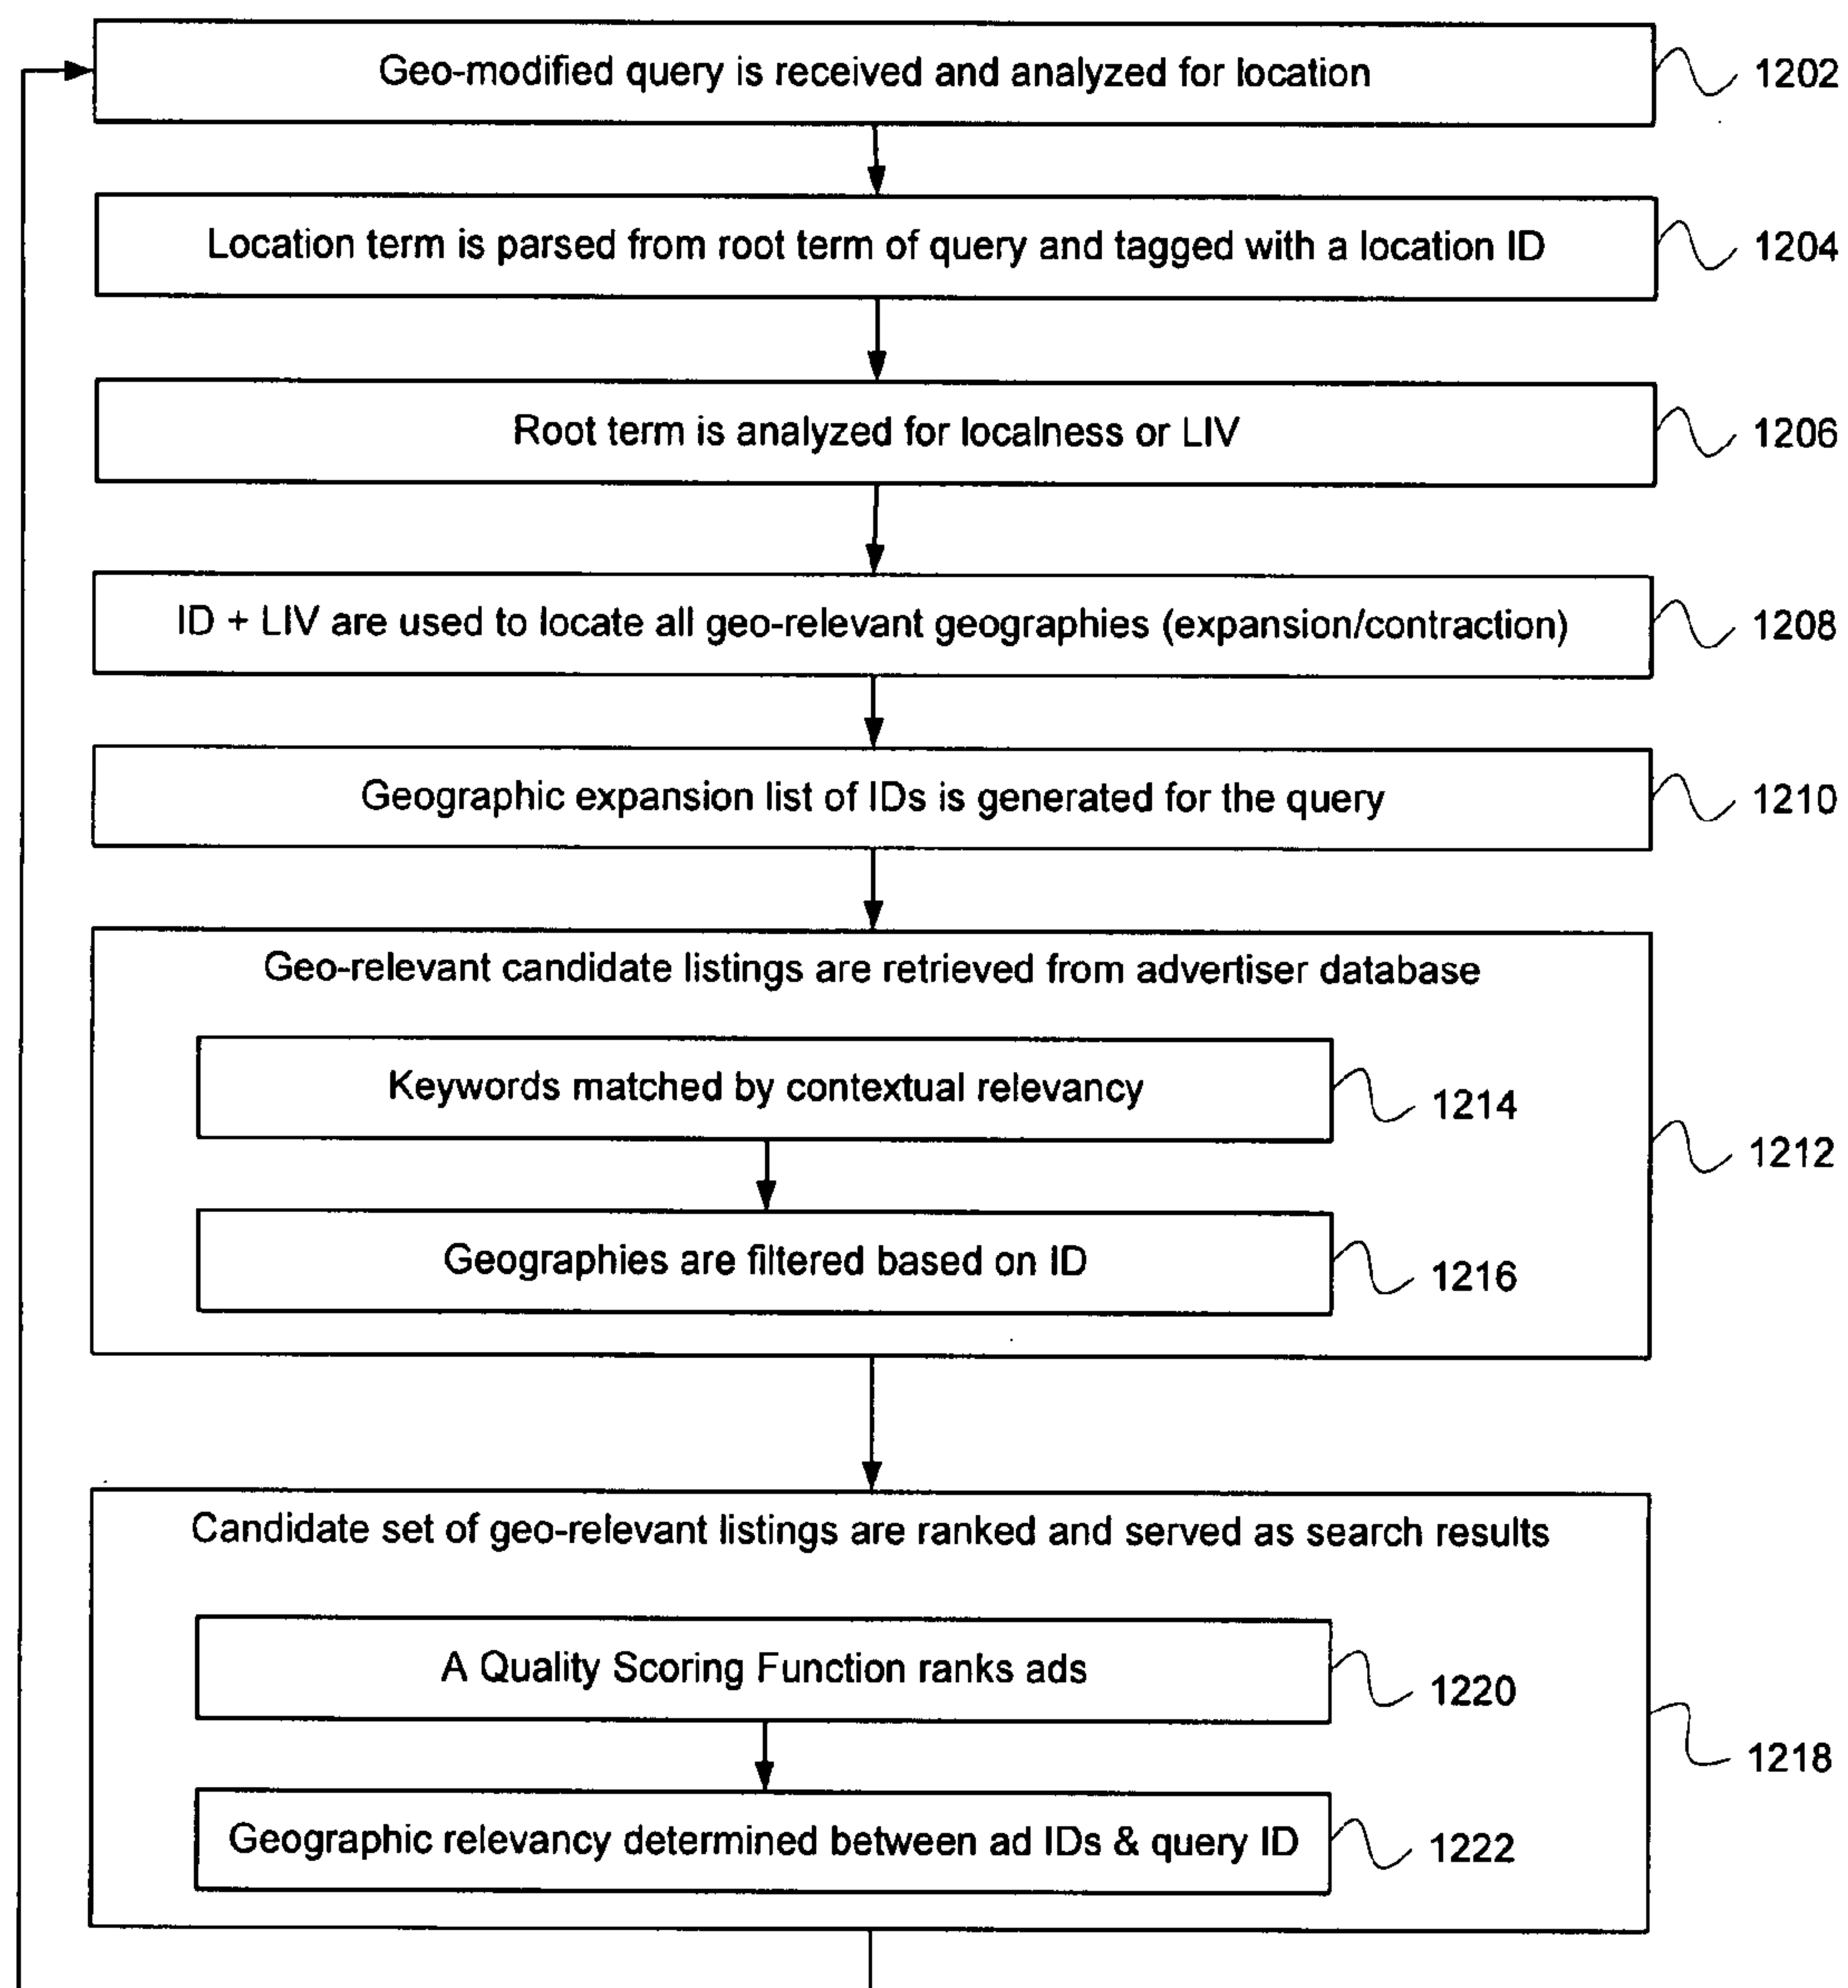 Geo-modified query is received and analyzed for location
1202
Location term is parsed from root term of query and tagged with a location ID
1204
Root term is analyzed for localness or LIV
1206
ID + LIV are used to locate all geo-relevant geographies (expansion/contraction)
1208
Geographic expansion list of IDs is generated for the query
1210
Geo-relevant candidate listings are retrieved from advertiser database
Keywords matched by contextual relevancy
1214
1212
Geographies are filtered based on ID
1216
Candidate set of geo-relevant listings are ranked and served as search results
A Quality Scoring Function ranks ads
1220
1218
Geographic relevancy determined between ad IDs & query ID
1222